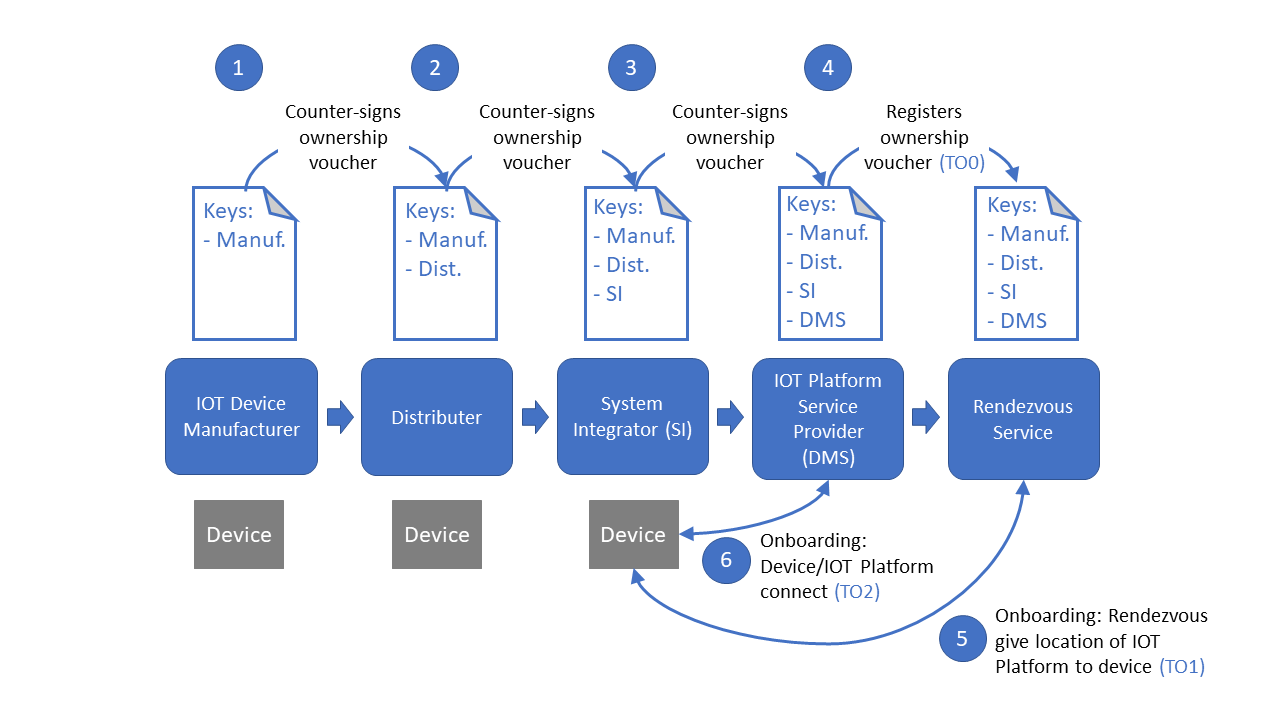 1
2
3
4
Counter-signs
ownership
voucher
Counter-signs
ownership
voucher
Counter-signs
ownership
voucher
Registers
ownership
voucher (TO0)
Keys:
- Manuf.
Keys:
- Manuf.
- Dist.
Keys:
- Manuf.
- Dist.
- SI
Keys:
- Manuf.
- Dist.
- SI
- DMS
Keys:
- Manuf.
- Dist.
- SI
- DMS
IOT Device
Manufacturer
Distributer
System
Integrator (SI)
IOT Platform
Service
Provider
(DMS)
Rendezvous
Service
Device
Device
Device
6
Onboarding:
Device/IOT Platform
connect (TO2)
5
Onboarding: Rendezvous
give location of IOT
Platform to device (TO1)